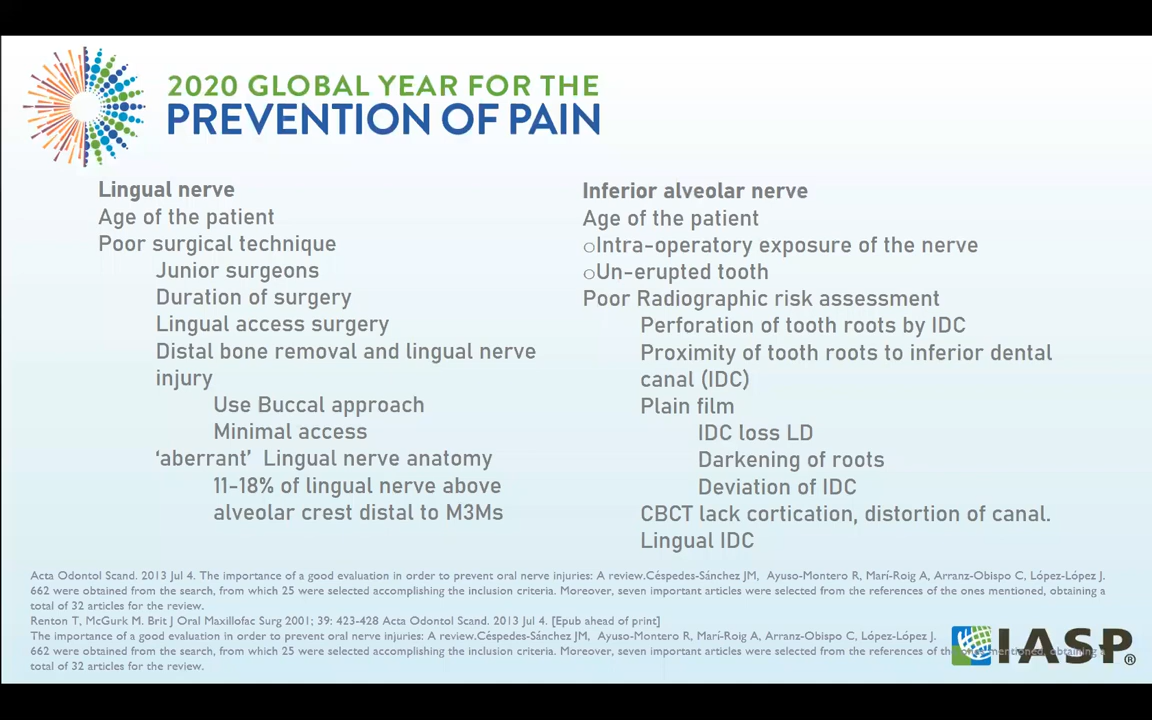 2020 GLOBAL YEAR FOR THE
PREVENTION OF PAIN
Lingual nerve
Age of the patient
Poor surgical technique
Junior surgeons
Duration of surgery
Lingual access surgery
Distal bone removal and lingual nerve
injury
Use Buccal approach
Minimal access
‘aberrant’ Lingual nerve anatomy
11-18% of lingual nerve above
alveolar crest distal to M3Ms
Inferior alveolar nerve
Age of the patient
○Intra-operatory exposure of the nerve
○Un-erupted tooth
Poor Radiographic risk assessment
Perforation of tooth roots by IDC
Proximity of tooth roots to inferior dental
canal (IDC)
Plain film
IDC loss LD
Darkening of roots
Deviation of IDC
CBCT lack cortication, distortion of canal.
Lingual IDC
Acta Odontol Scand. 2013 Jul 4. The importance of a good evaluation in order to prevent oral nerve injuries: A review.Céspedes-Sánchez JM, Ayuso-Montero R, Marí-Roig A, Arranz-Obispo C, López-López J.
662 were obtained from the search, from which 25 were selected accomplishing the inclusion criteria. Moreover, seven important articles were selected from the references of the ones mentioned, obtaining a
total of 32 articles for the review.
Renton T, McGurk M. Brit J Oral Maxillofac Surg 2001; 39: 423-428 Acta Odontol Scand. 2013 Jul 4. [Epub ahead of print]
The importance of a good evaluation in order to prevent oral nerve injuries: A review.Céspedes-Sánchez JM, Ayuso-Montero R, Marí-Roig A, Arranz-Obispo C, López-López J.
662 were obtained from the search, from which 25 were selected accomplishing the inclusion criteria. Moreover, seven important articles were selected from the references of the ones mentioned, obtaining a
total of 32 articles for the review.
IASP®